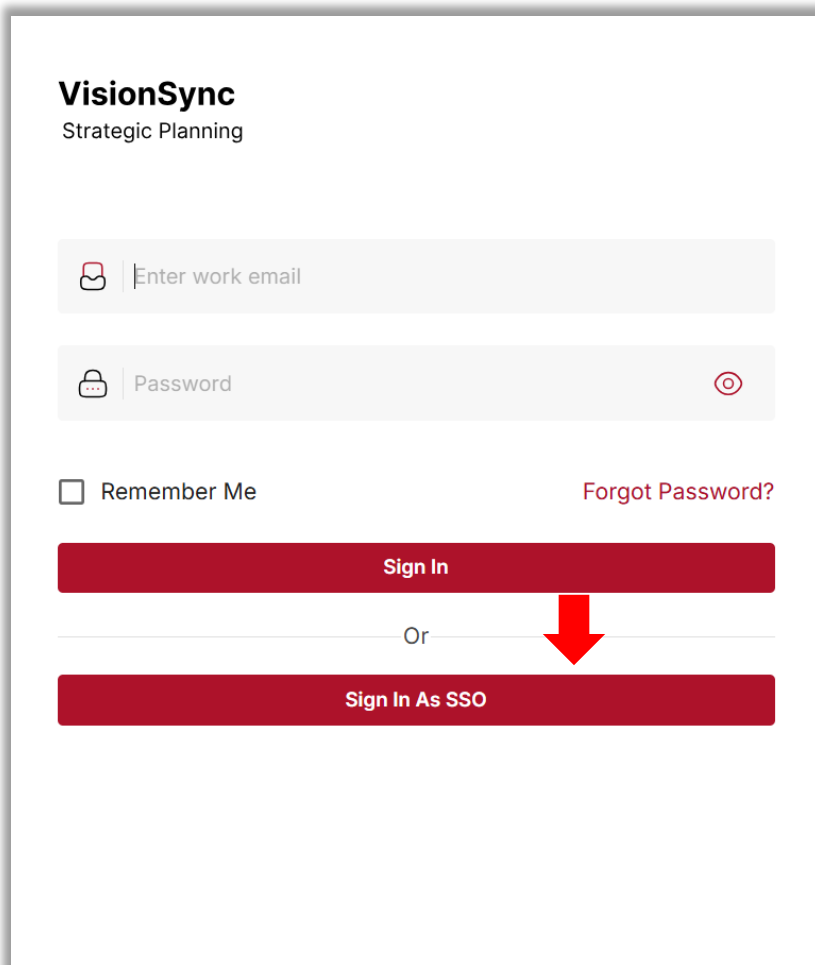 VisionSync
Strategic Planning
Enter work email
Password
Remember Me
Forgot Password?
Sign In
Or
Sign In As SSO